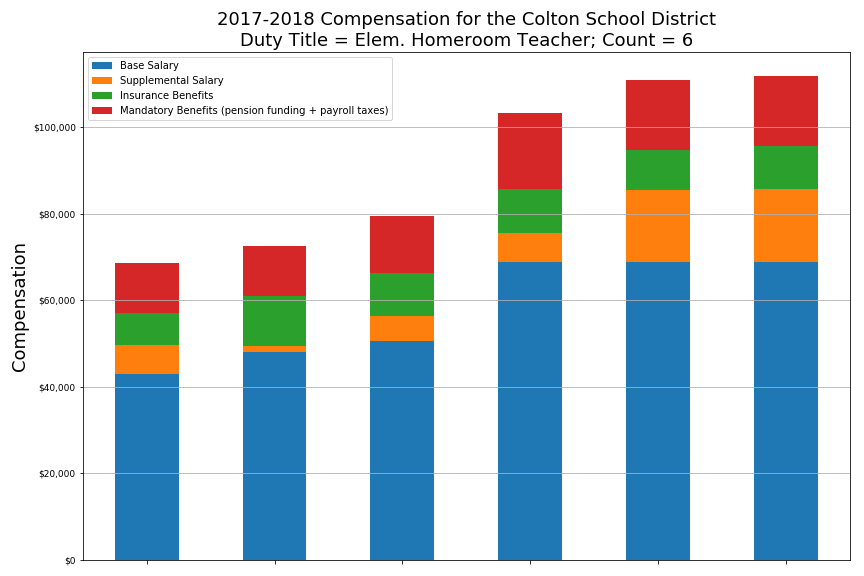 2017-2018 Compensation for the Colton School District
Duty Title = Elem. Homeroom Teacher; Count = 6
Base Salary
Supplemental Salary
Insurance Benefits
Mandatory Benefits (pension funding + payroll taxes)
$100,000
$80,000
$60,000
$40,000
$20,000
$0
Compensation